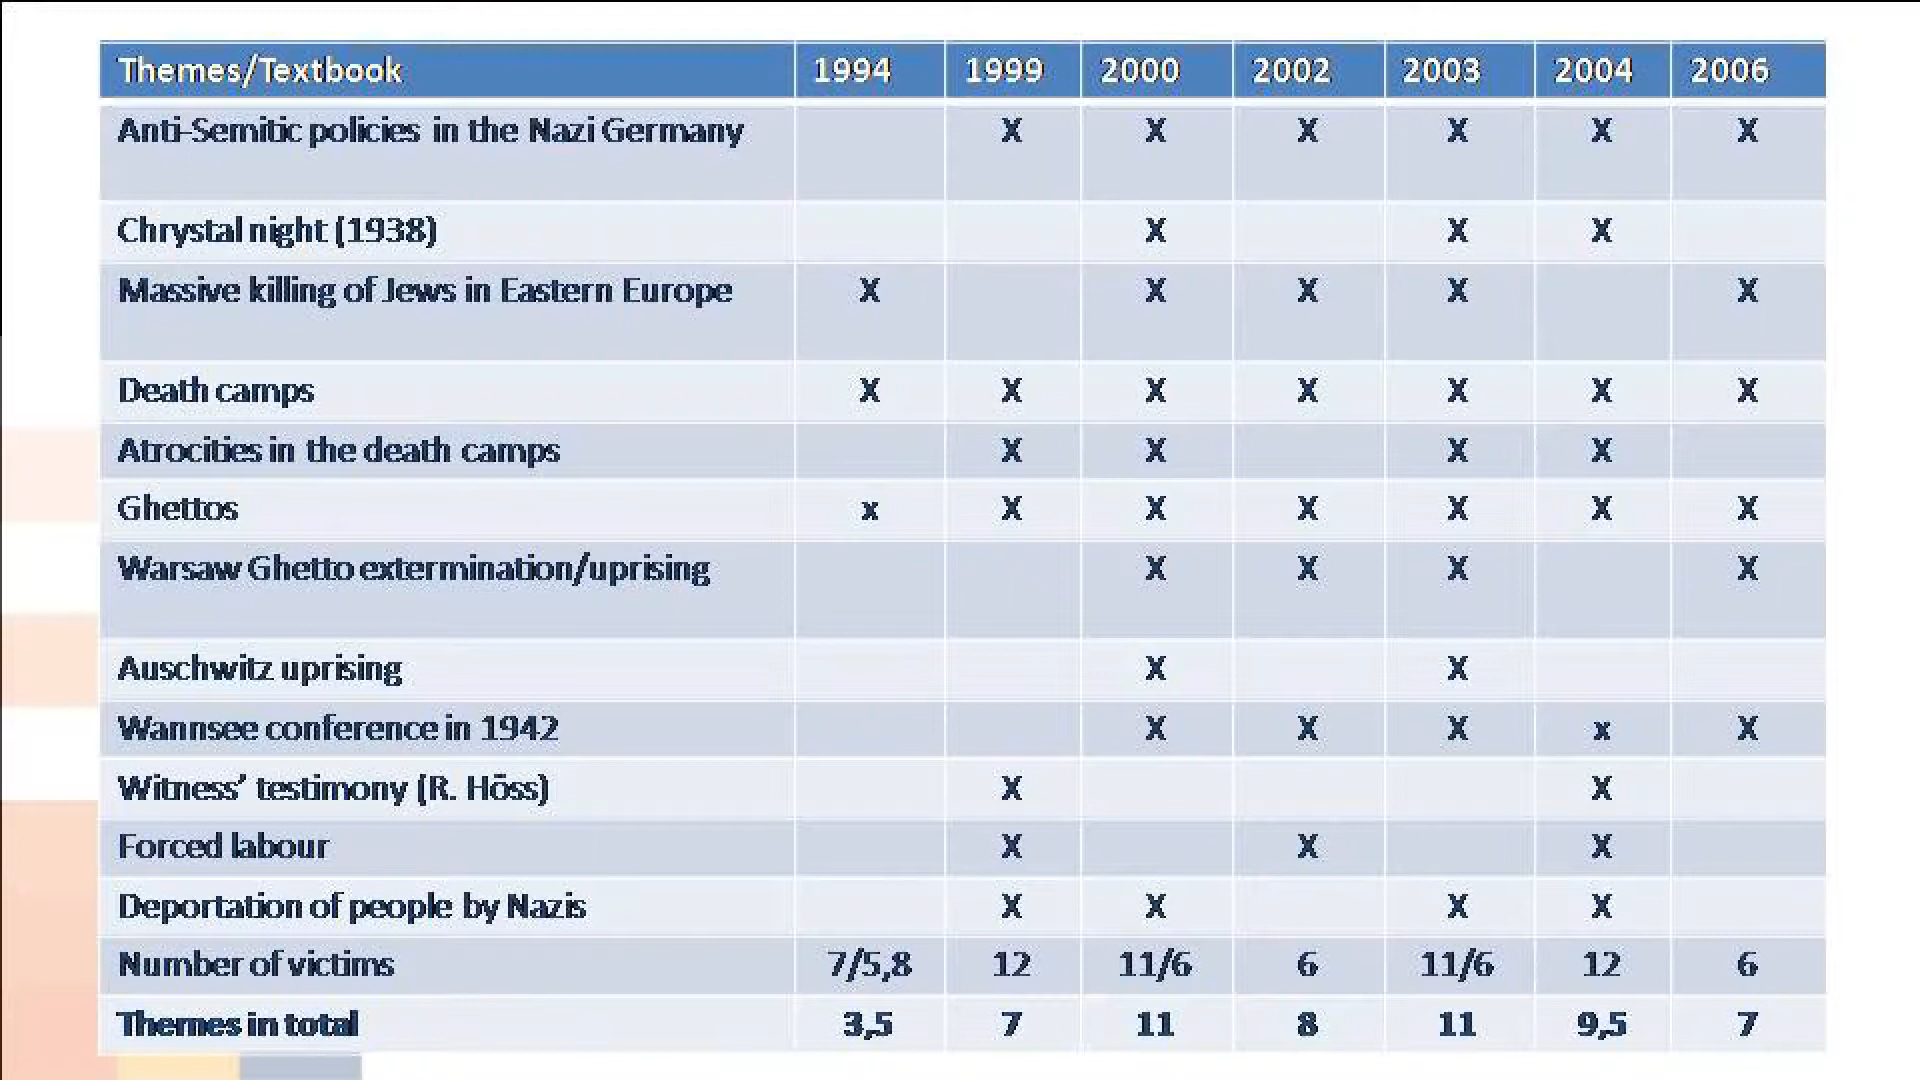 Themes/Textbook 1994 1999 2000 2002 2003 2004 2006
Anti-Semitic policies in the Nazi Germany X X X X X X
Chrystal night (1938) X X X
Massive killing of Jews in Eastern Europe X X X X X
Death camps X X X X X X X
Atrocities in the death camps X X X X
Ghettos x X X X X X X
Warsaw Ghetto extermination/uprising X X X X
Auschwitz uprising X X
Wannsee conference in 1942 X X X x X
Witness’ testimony (R. Höss) X X
Forced labour X X X
Deportation of people by Nazis X X X X
Number of victims 7/5,8 12 11/6 6 11/6 12 6
Themes in total 3,5 7 11 8 11 9,5 7